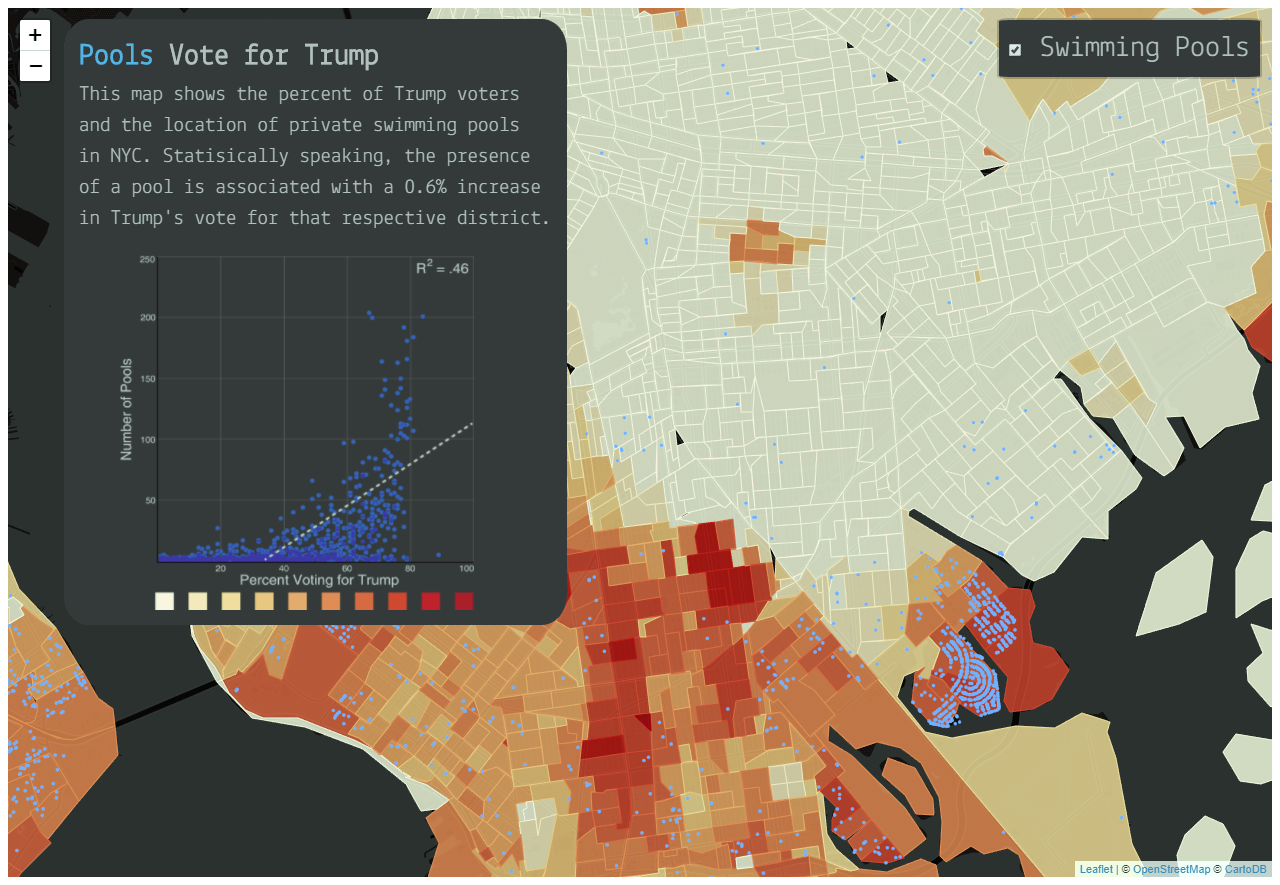 +
−
Pools Vote for Trump
This map shows the percent of Trump voters
and the location of private swimming pools
in NYC. Statisically speaking, the presence
of a pool is associated with a 0.6% increase
in Trump's vote for that respective district.
R² = .46
250
200
150
100
50
Number of Pools
20 40 60 80 100
Percent Voting for Trump
Swimming Pools
Leaflet | © OpenStreetMap © CartoDB